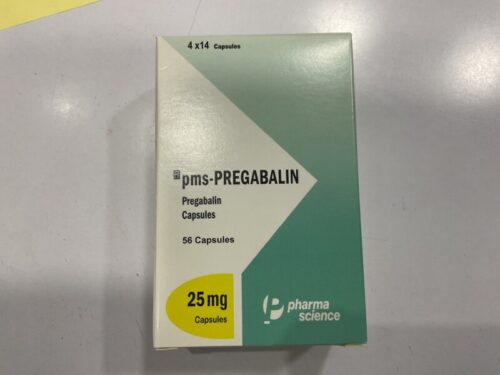 4 x14 Capsules
pms-PREGABALIN
Pregabalin
Capsules
56 Capsules
25 mg
Capsules
pharma
science